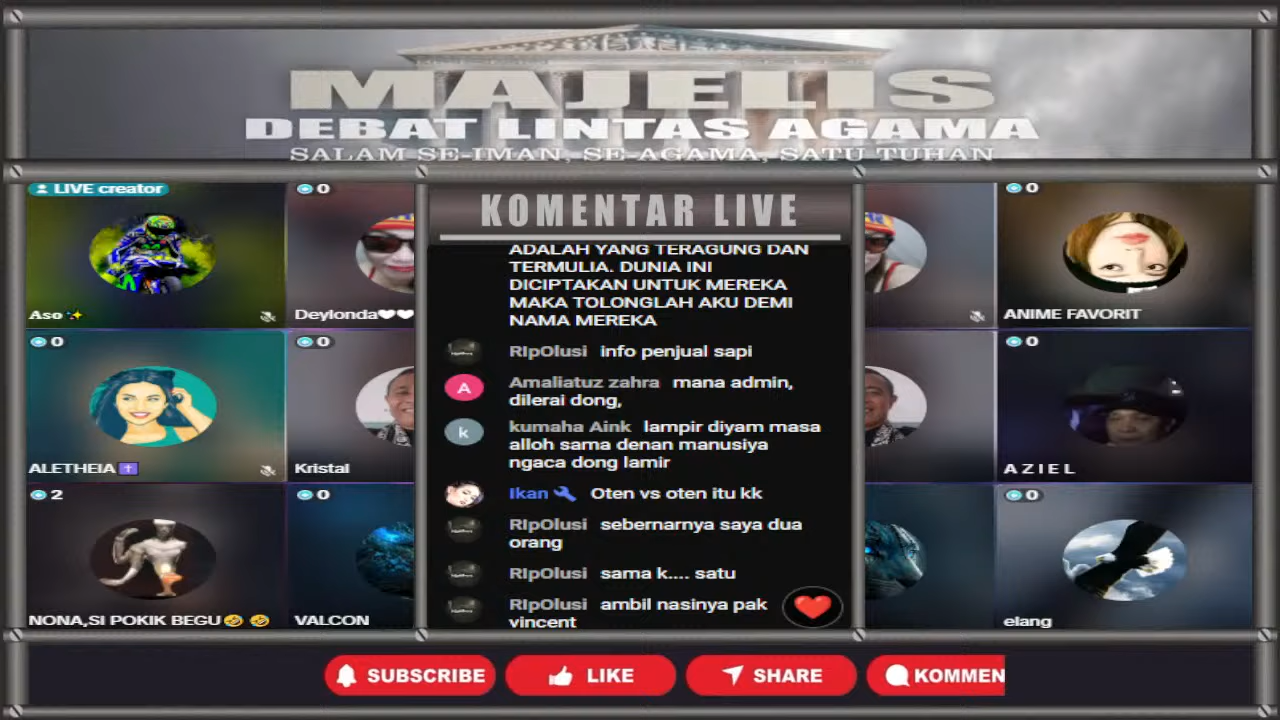 MAJELIS
DEBAT LINTAS AGAMA
SALAM SE-IMAN, SE-AGAMA, SATU TUHAN
LIVE creator
Aso
0
Deylonda
0
ALETHEIA
0
Kristal
2
NONA,SI POKIK BEGU
0
VALCON
KOMENTAR LIVE
ADALAH YANG TERAGUNG DAN
TERMULIA. DUNIA INI
DICIPTAKAN UNTUK MEREKA
MAKA TOLONGLAH AKU DEMI
NAMA MEREKA
RIpOlusi info penjual sapi
A
Amaliatuz zahra mana admin,
dilerai dong,
k
kumaha Aink lampir diyam masa
alloh sama denan manusiya
ngaca dong lamir
Ikan Oten vs oten itu kk
RIpOlusi sebernarnya saya dua
orang
RIpOlusi sama k.... satu
RIpOlusi ambil nasinya pak
vincent
0
ANIME FAVORIT
0
A Z I E L
0
elang
SUBSCRIBE
LIKE
SHARE
KOMMEN